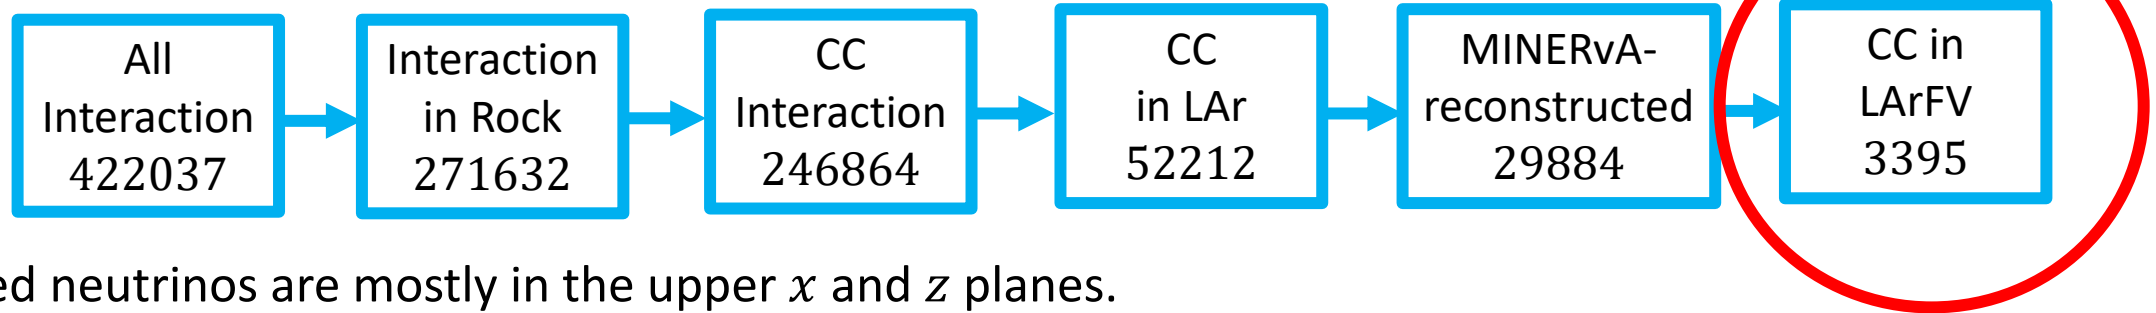 All
Interaction
422037
Interaction
in Rock
271632
CC
Interaction
246864
CC
in LAr
52212
MINERvA-
reconstructed
29884
CC in
LArFV
3395
ed neutrinos are mostly in the upper x and z planes.